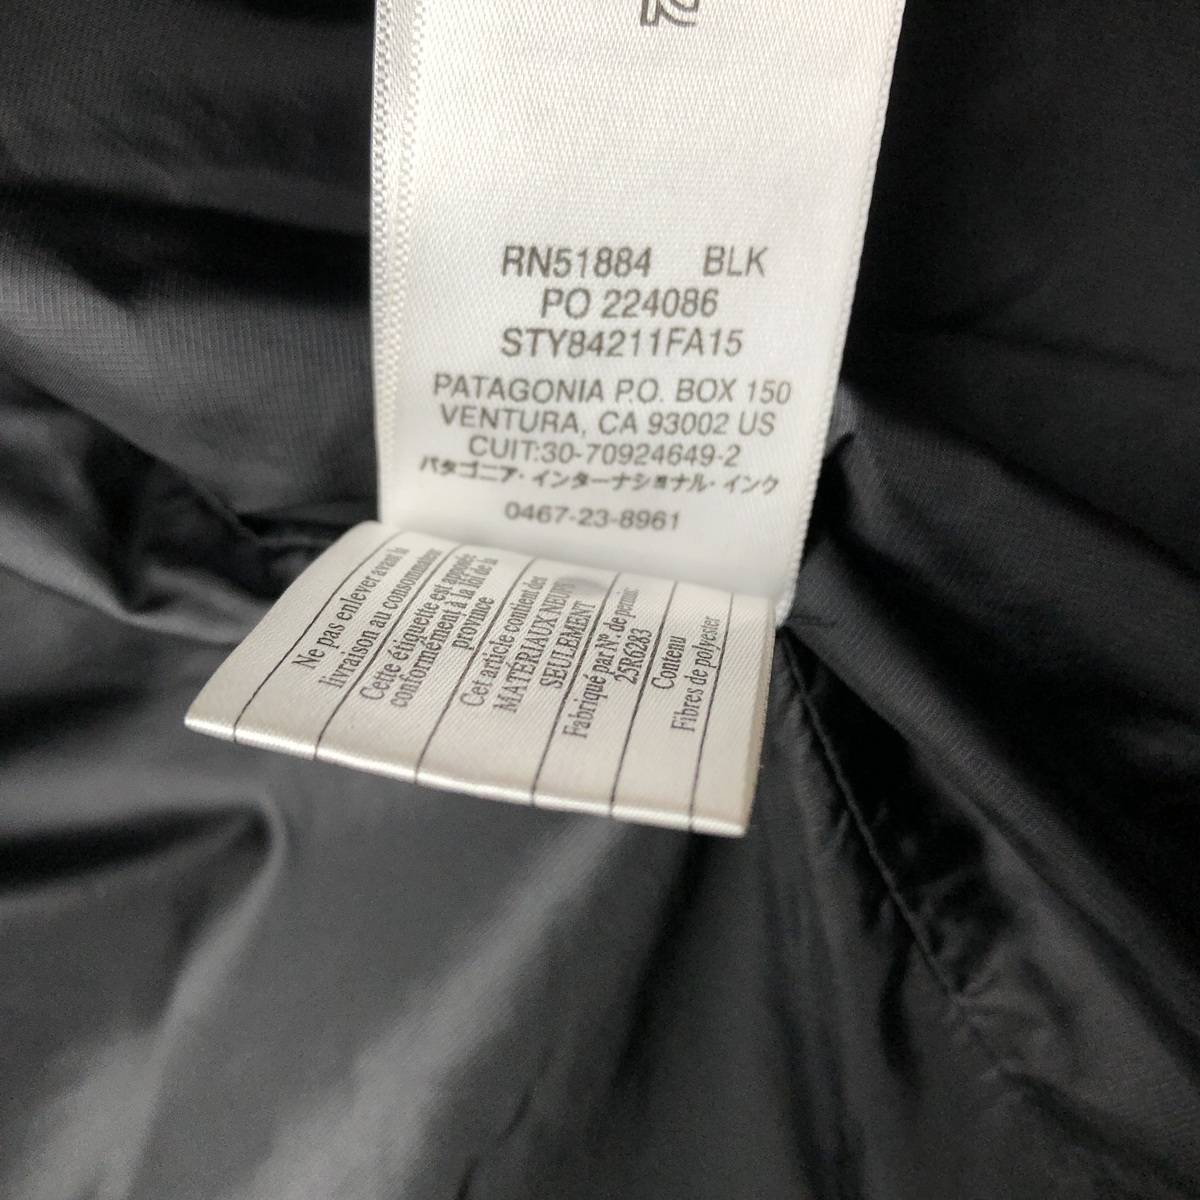 RN51884 BLK
PO 224086
STY84211FA15
PATAGONIA P.O. BOX 150
VENTURA, CA 93002 US
CUIT:30-70924649-2
パタゴニア・インターナショナル・インク
0467-23-8961
Ne pas enlever avant la
livraison au consommateur
Cette étiquette est apposée
conformément à la loi de la
province
Cet article contient des
MATÉRIAUX NEUFS
SEULEMENT
Fabriqué par Nº. de permis
25R6283
Contenu
Fibres de polyester